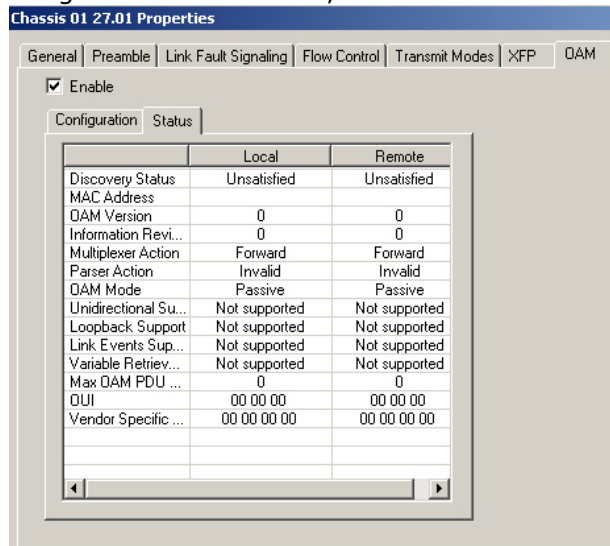 Chassis 01 27.01 Properties
General Preamble Link Fault Signaling Flow Control Transmit Modes XFP OAM
Enable
Configuration Status
Local Remote
Discovery Status Unsatisfied Unsatisfied
MAC Address
OAM Version 0 0
Information Revi... 0 0
Multiplexer Action Forward Forward
Parser Action Invalid Invalid
OAM Mode Passive Passive
Unidirectional Su... Not supported Not supported
Loopback Support Not supported Not supported
Link Events Sup... Not supported Not supported
Variable Retriev... Not supported Not supported
Max OAM PDU ... 0 0
OUI 00 00 00 00 00 00
Vendor Specific ... 00 00 00 00 00 00 00 00